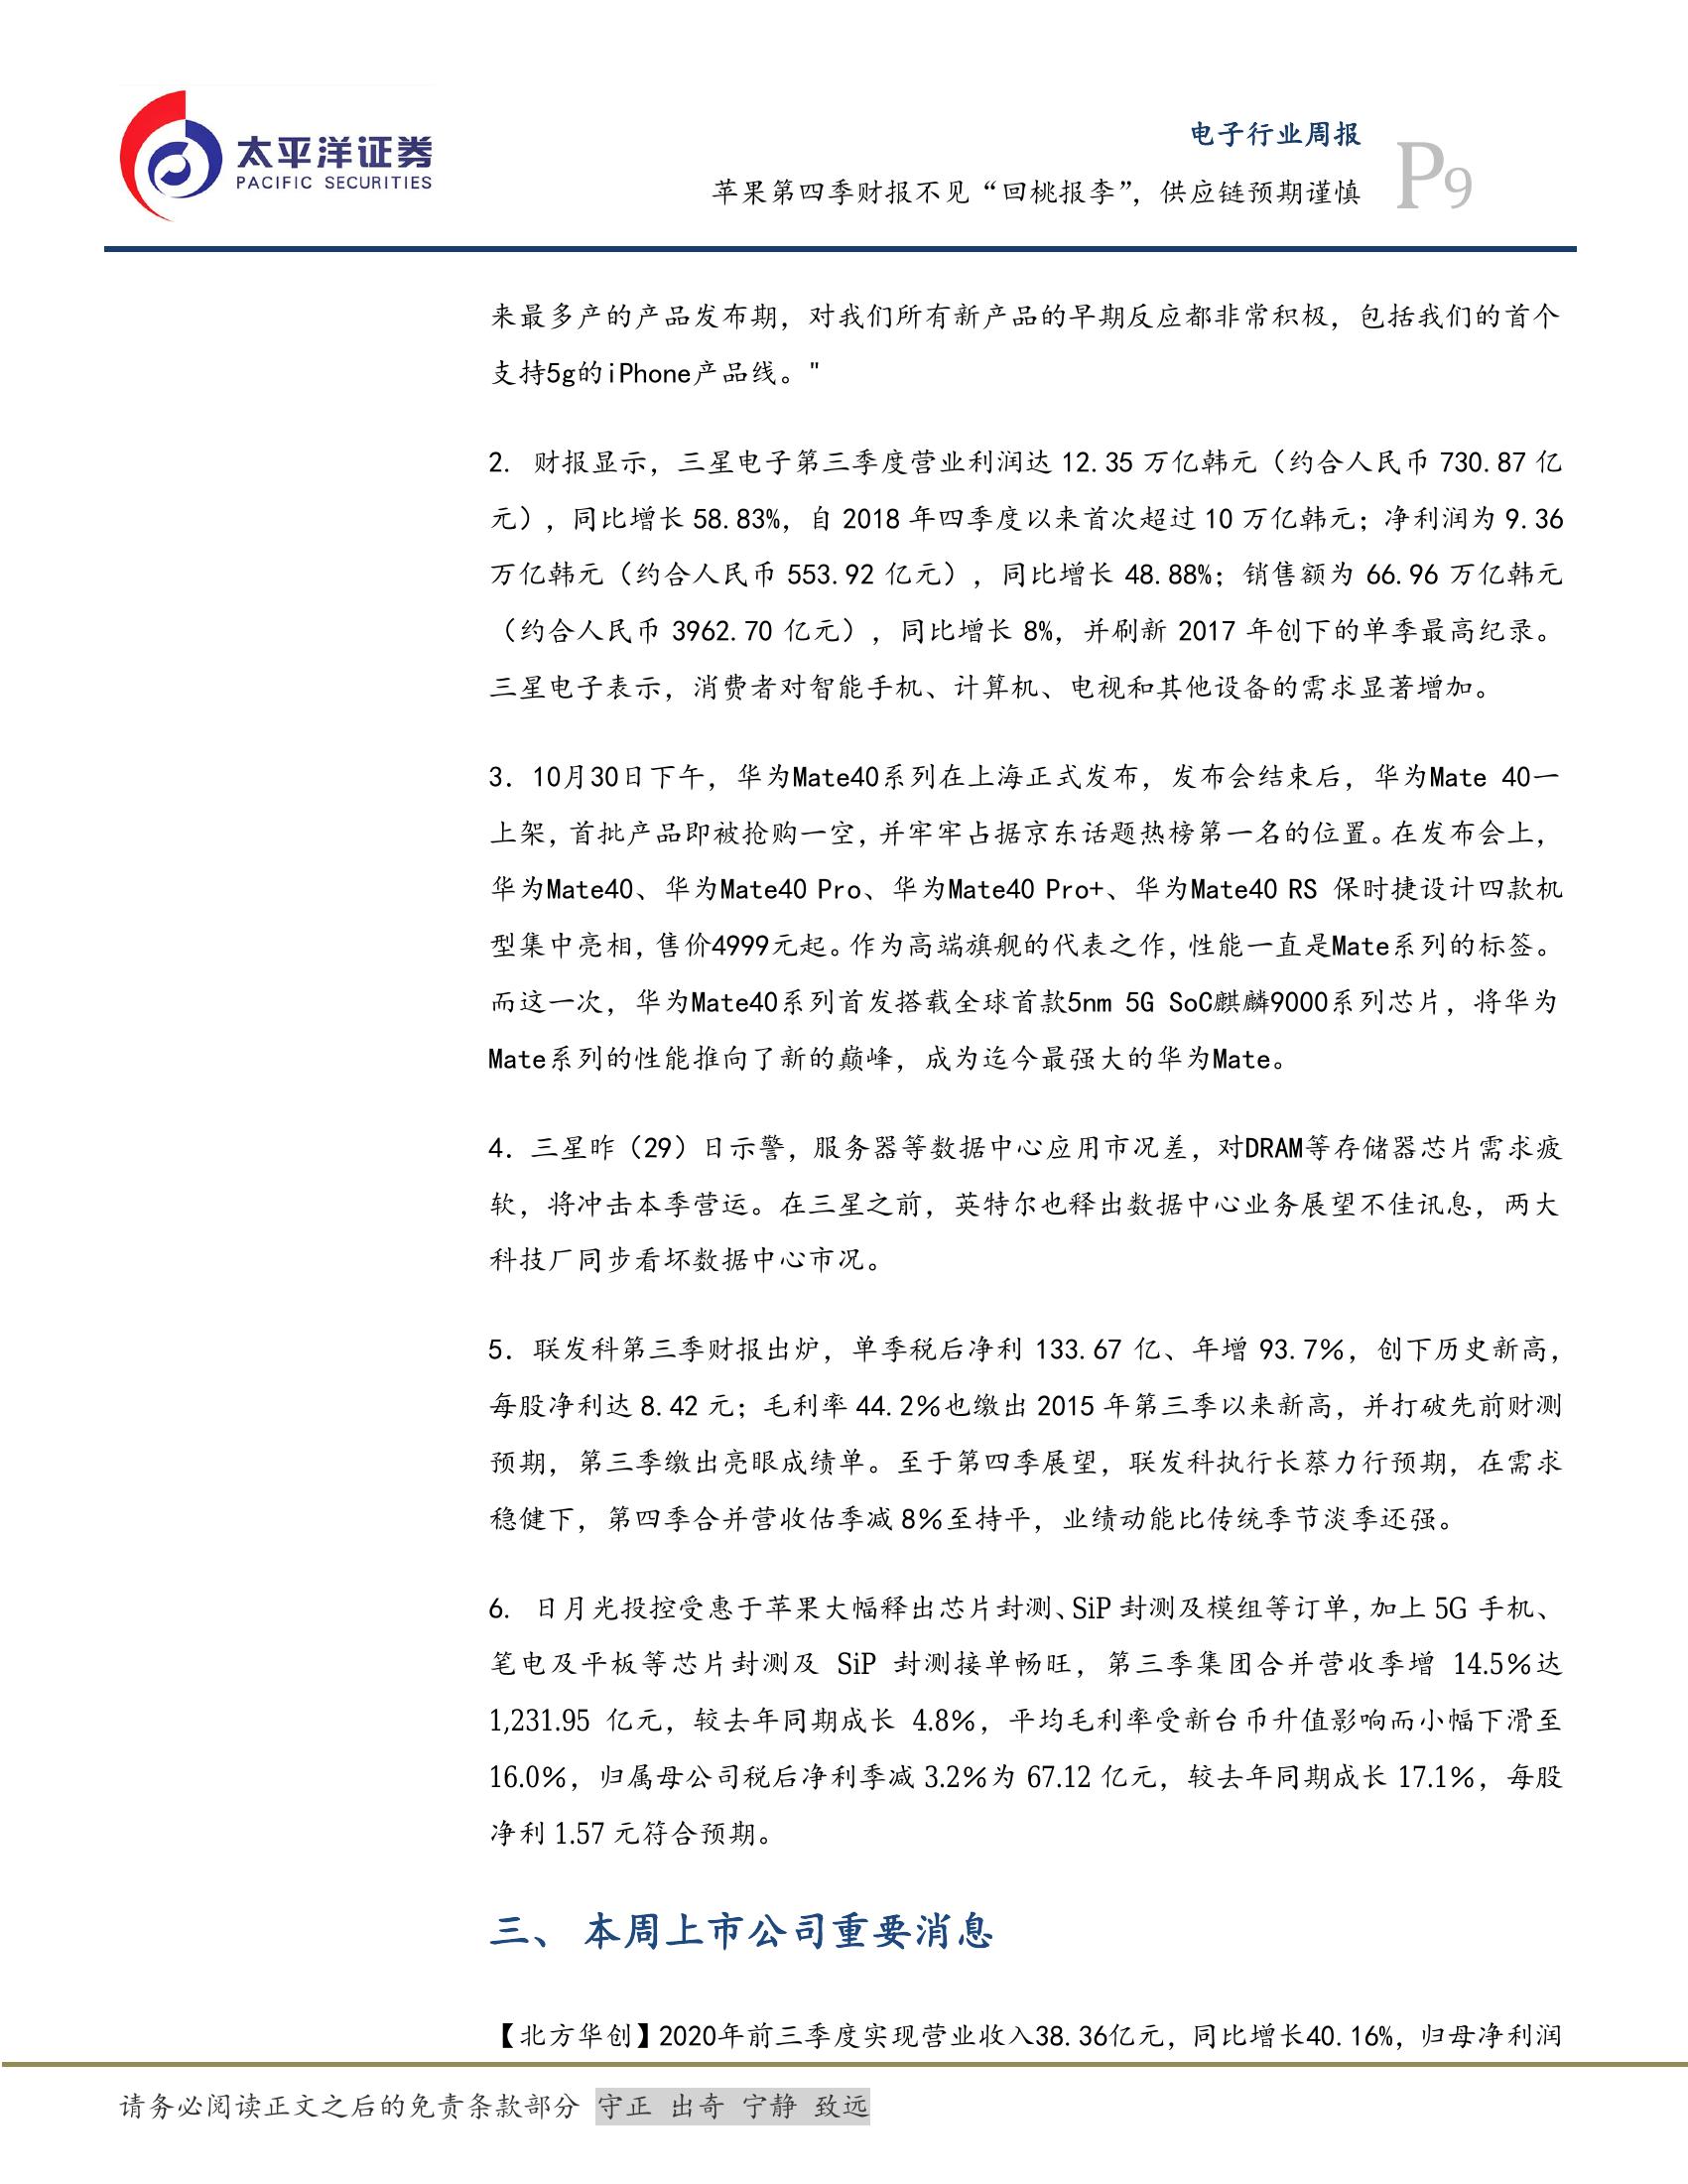 太平洋证券
PACIFIC SECURITIES
电子行业周报
苹果第四季财报不见“回桃报李”，供应链预期谨慎
P9
来最多产的产品发布期，对我们所有新产品的早期反应都非常积极，包括我们的首个
支持5g的iPhone产品线。"
2. 财报显示，三星电子第三季度营业利润达 12.35 万亿韩元（约合人民币 730.87 亿
元），同比增长 58.83%，自 2018 年四季度以来首次超过 10 万亿韩元；净利润为 9.36
万亿韩元（约合人民币 553.92 亿元），同比增长 48.88%；销售额为 66.96 万亿韩元
（约合人民币 3962.70 亿元），同比增长 8%，并刷新 2017 年创下的单季最高纪录。
三星电子表示，消费者对智能手机、计算机、电视和其他设备的需求显著增加。
3. 10月30日下午，华为Mate40系列在上海正式发布，发布会结束后，华为Mate 40一
上架，首批产品即被抢购一空，并牢牢占据京东话题热榜第一名的位置。在发布会上，
华为Mate40、华为Mate40 Pro、华为Mate40 Pro+、华为Mate40 RS 保时捷设计四款机
型集中亮相，售价4999元起。作为高端旗舰的代表之作，性能一直是Mate系列的标签。
而这一次，华为Mate40系列首发搭载全球首款5nm 5G SoC麒麟9000系列芯片，将华为
Mate系列的性能推向了新的巅峰，成为迄今最强大的华为Mate。
4. 三星昨（29）日示警，服务器等数据中心应用市况差，对DRAM等存储器芯片需求疲
软，将冲击本季营运。在三星之前，英特尔也释出数据中心业务展望不佳讯息，两大
科技厂同步看坏数据中心市况。
5. 联发科第三季财报出炉，单季税后净利 133.67 亿、年增 93.7％，创下历史新高，
每股净利达 8.42 元；毛利率 44.2％也缴出 2015 年第三季以来新高，并打破先前财测
预期，第三季缴出亮眼成绩单。至于第四季展望，联发科执行长蔡力行预期，在需求
稳健下，第四季合并营收估季减 8％至持平，业绩动能比传统季节淡季还强。
6. 日月光投控受惠于苹果大幅释出芯片封测、SiP 封测及模组等订单，加上 5G 手机、
笔电及平板等芯片封测及 SiP 封测接单畅旺，第三季集团合并营收季增 14.5％达
1,231.95 亿元，较去年同期成长 4.8％，平均毛利率受新台币升值影响而小幅下滑至
16.0％，归属母公司税后净利季减 3.2％为 67.12 亿元，较去年同期成长 17.1％，每股
净利 1.57 元符合预期。
三、 本周上市公司重要消息
【北方华创】2020年前三季度实现营业收入38.36亿元，同比增长40.16%，归母净利润
请务必阅读正文之后的免责条款部分 守正 出奇 宁静 致远